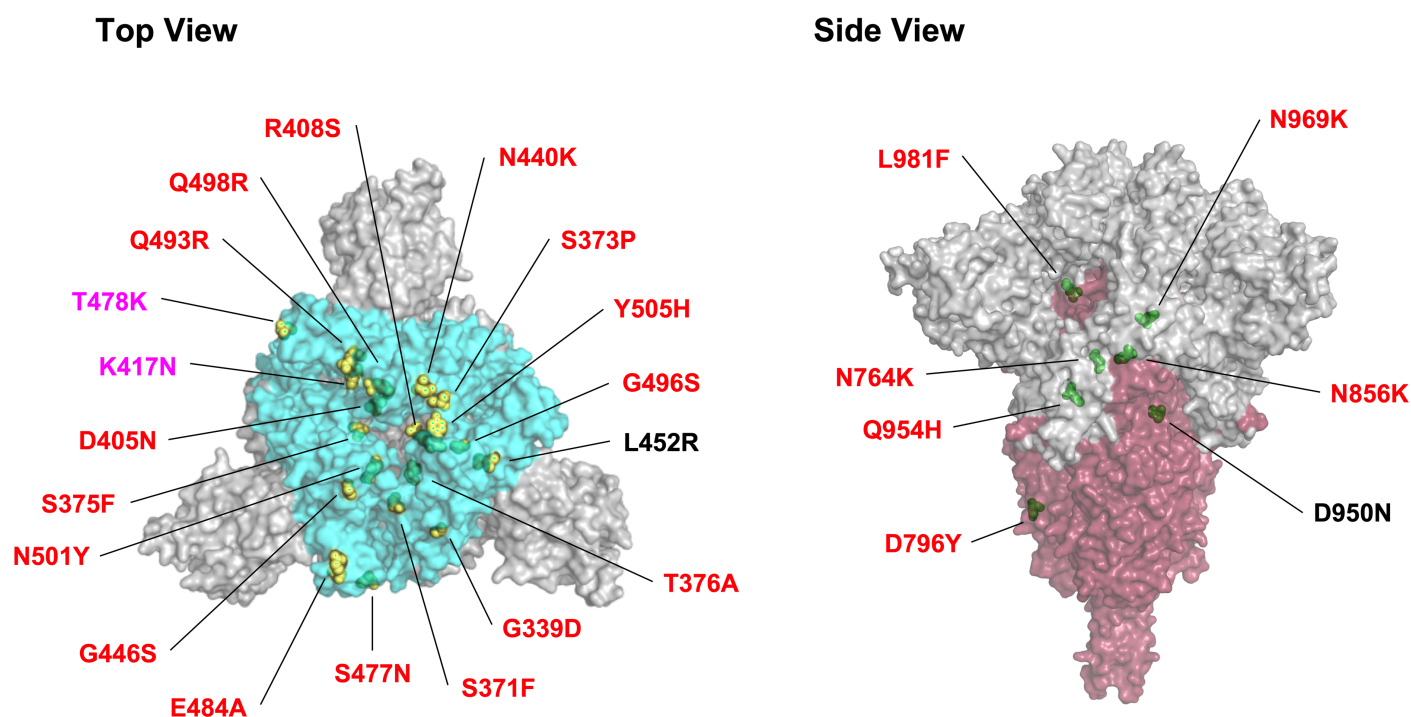 Top View
Side View
R408S
N440K
Q498R
Q493R
S373P
T478K
Y505H
K417N
G496S
D405N
L452R
S375F
N501Y
T376A
G446S
G339D
S477N
S371F
E484A
N969K
L981F
N764K
N856K
Q954H
D950N
D796Y